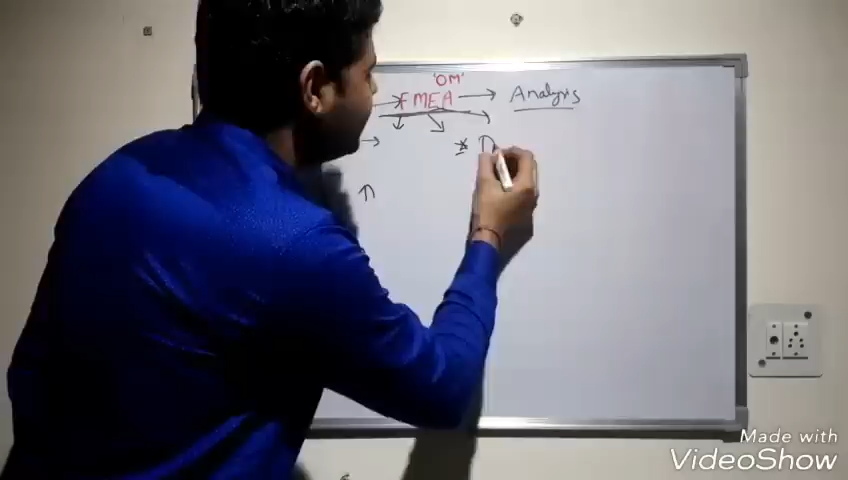 'OM'
→ FMEA → Analysis
→
* D
↑
Made with
VideoShow